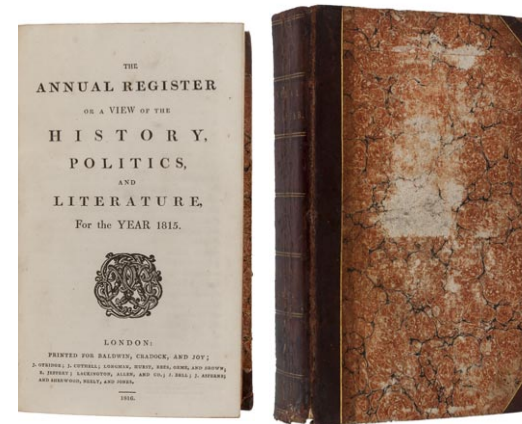 THE
ANNUAL REGISTER
OR A VIEW OF THE
HISTORY,
POLITICS,
AND
LITERATURE,
For the YEAR 1815.
LONDON:
PRINTED FOR BALDWIN, CRADOCK, AND JOY;
J. OTRIDGE; J. CUTHELL; LONGMAN, HURST, REES, ORME, AND BROWN;
E. JEFFERY; LACKINGTON, ALLEN, AND CO.; J. BELL; J. ASPERNE;
AND SHERWOOD, NEELY, AND JONES.
1816.